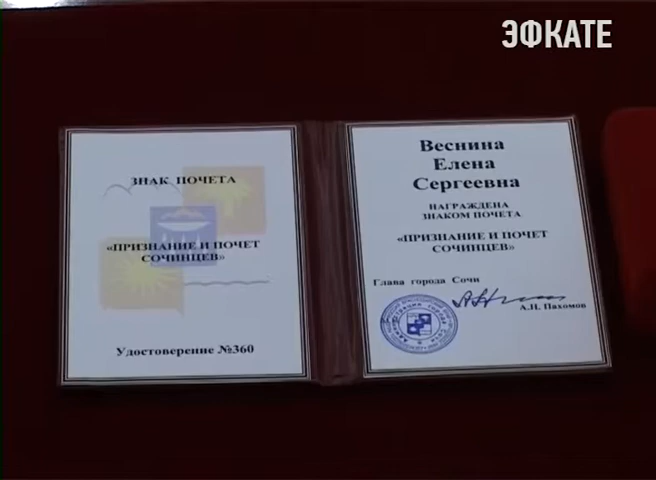 ЭФКАТЕ
ЗНАК ПОЧЕТА
«ПРИЗНАНИЕ И ПОЧЕТ
СОЧИНЦЕВ»
Удостоверение №360
Веснина
Елена
Сергеевна
НАГРАЖДЕНА
ЗНАКОМ ПОЧЕТА
«ПРИЗНАНИЕ И ПОЧЕТ
СОЧИНЦЕВ»
Глава города Сочи
А.Н. Пахомов